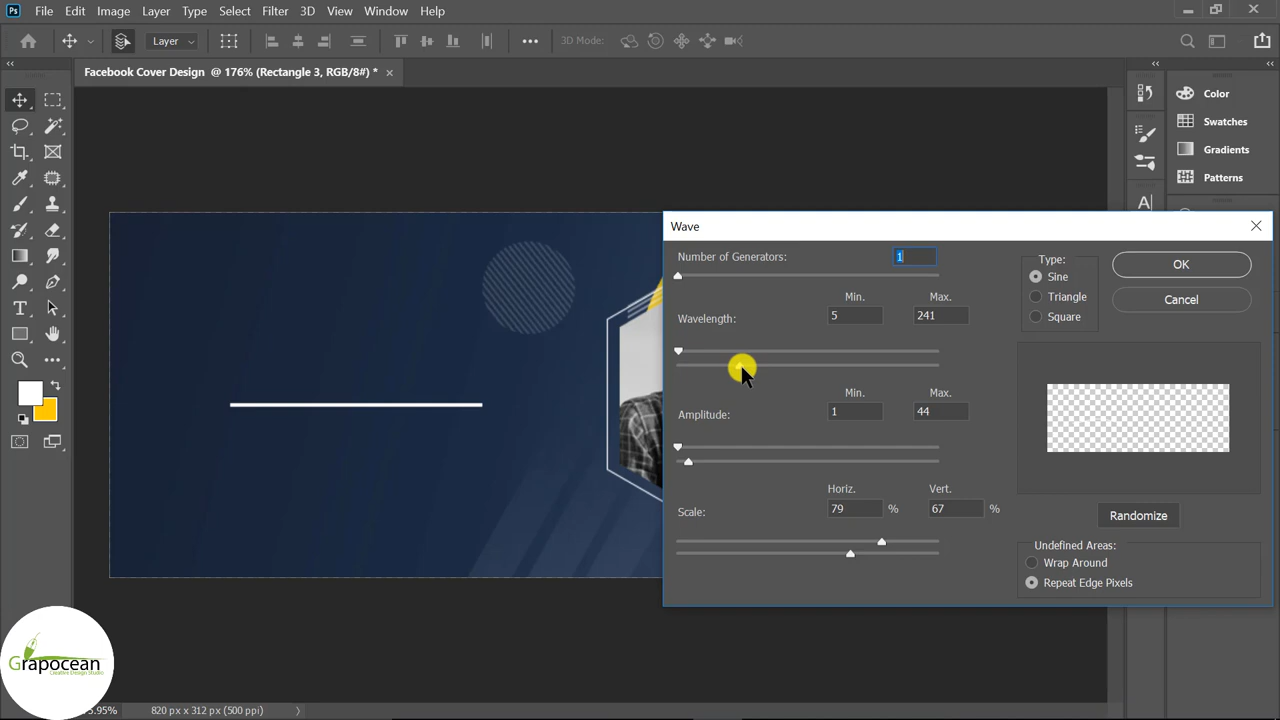 Ps File Edit Image Layer Type Select Filter 3D View Window Help
Layer 3D Mode:
Facebook Cover Design @ 176% (Rectangle 3, RGB/8#) *
Color
Swatches
Gradients
Patterns
Wave
Number of Generators: 1
Min. Max.
Wavelength: 5 241
Min. Max.
Amplitude: 1 44
Horiz. Vert.
Scale: 79 % 67 %
Type:
Sine
Triangle
Square
OK
Cancel
Randomize
Undefined Areas:
Wrap Around
Repeat Edge Pixels
Grapocean
Creative Design Studio
5.95% 820 px x 312 px (500 ppi)